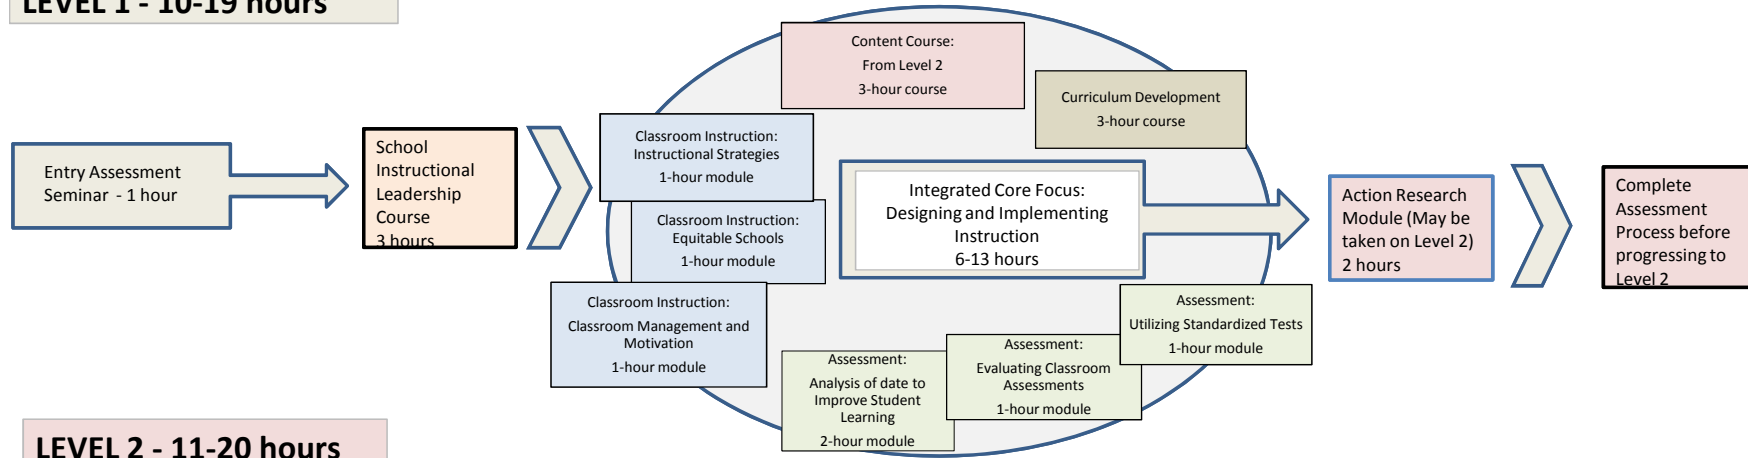 LEVEL 1 - 10-19 hours
Entry Assessment
Seminar - 1 hour
School
Instructional
Leadership
Course
3 hours
Content Course:
From Level 2
3-hour course
Curriculum Development
3-hour course
Classroom Instruction:
Instructional Strategies
1-hour module
Classroom Instruction:
Equitable Schools
1-hour module
Classroom Instruction:
Classroom Management and
Motivation
1-hour module
Integrated Core Focus:
Designing and Implementing
Instruction
6-13 hours
Assessment:
Analysis of date to
Improve Student
Learning
2-hour module
Assessment:
Evaluating Classroom
Assessments
1-hour module
Assessment:
Utilizing Standardized Tests
1-hour module
Action Research
Module (May be
taken on Level 2)
2 hours
Complete
Assessment
Process before
progressing to
Level 2
LEVEL 2 - 11-20 hours